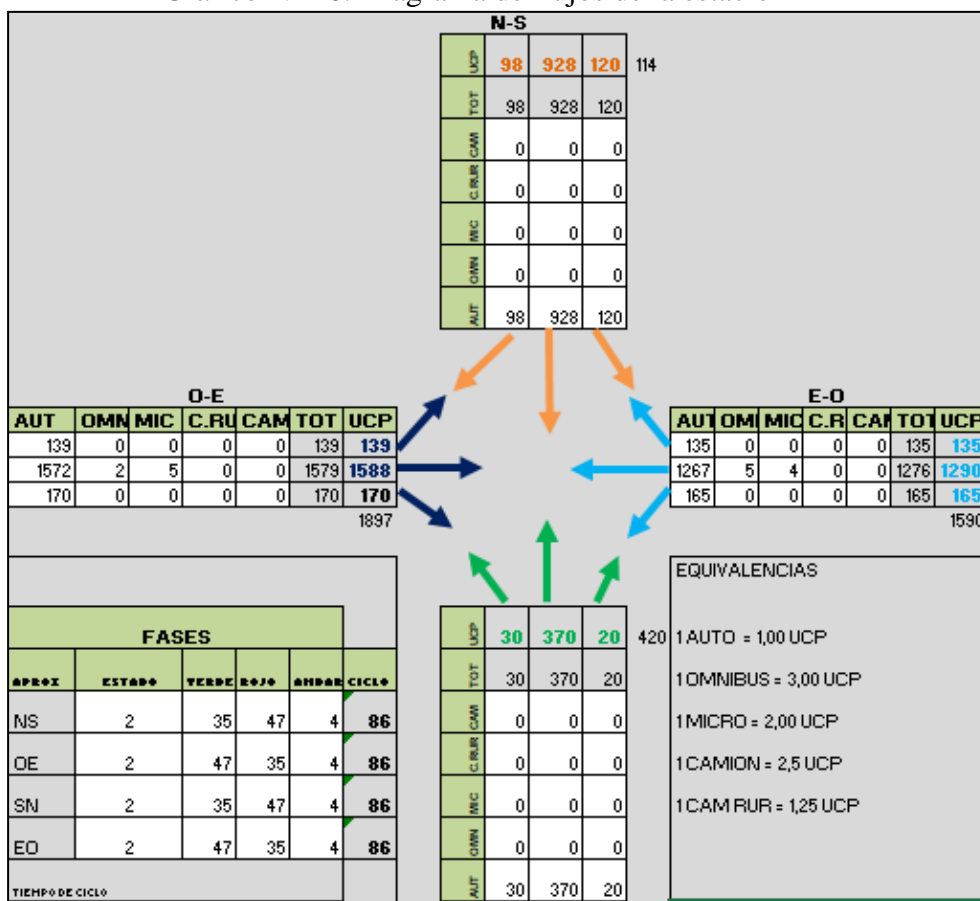 N-S
UCP 98 928 120 114
TOT 98 928 120
CAM 0 0 0
C.RUR 0 0 0
MIC 0 0 0
OMN 0 0 0
AUT 98 928 120
O-E
AUT OMN MIC C.RU CAM TOT UCP
139 0 0 0 0 139 139
1572 2 5 0 0 1579 1588
170 0 0 0 0 170 170
1897
E-O
AUT OMI MIC C.R CAM TOT UCP
135 0 0 0 0 135 135
1267 5 4 0 0 1276 1290
165 0 0 0 0 165 165
1590
FASES
APROX ESTADO VERDE ROJO AMBAR CICLO
NS 2 35 47 4 86
OE 2 47 35 4 86
SN 2 35 47 4 86
EO 2 47 35 4 86
TIEMPO DE CICLO
UCP 30 370 20 420
TOT 30 370 20
CAM 0 0 0
C.RUR 0 0 0
MIC 0 0 0
OMN 0 0 0
AUT 30 370 20
EQUIVALENCIAS
1 AUTO = 1,00 UCP
1 OMNIBUS = 3,00 UCP
1 MICRO = 2,00 UCP
1 CAMION = 2,5 UCP
1 CAM RUR = 1,25 UCP